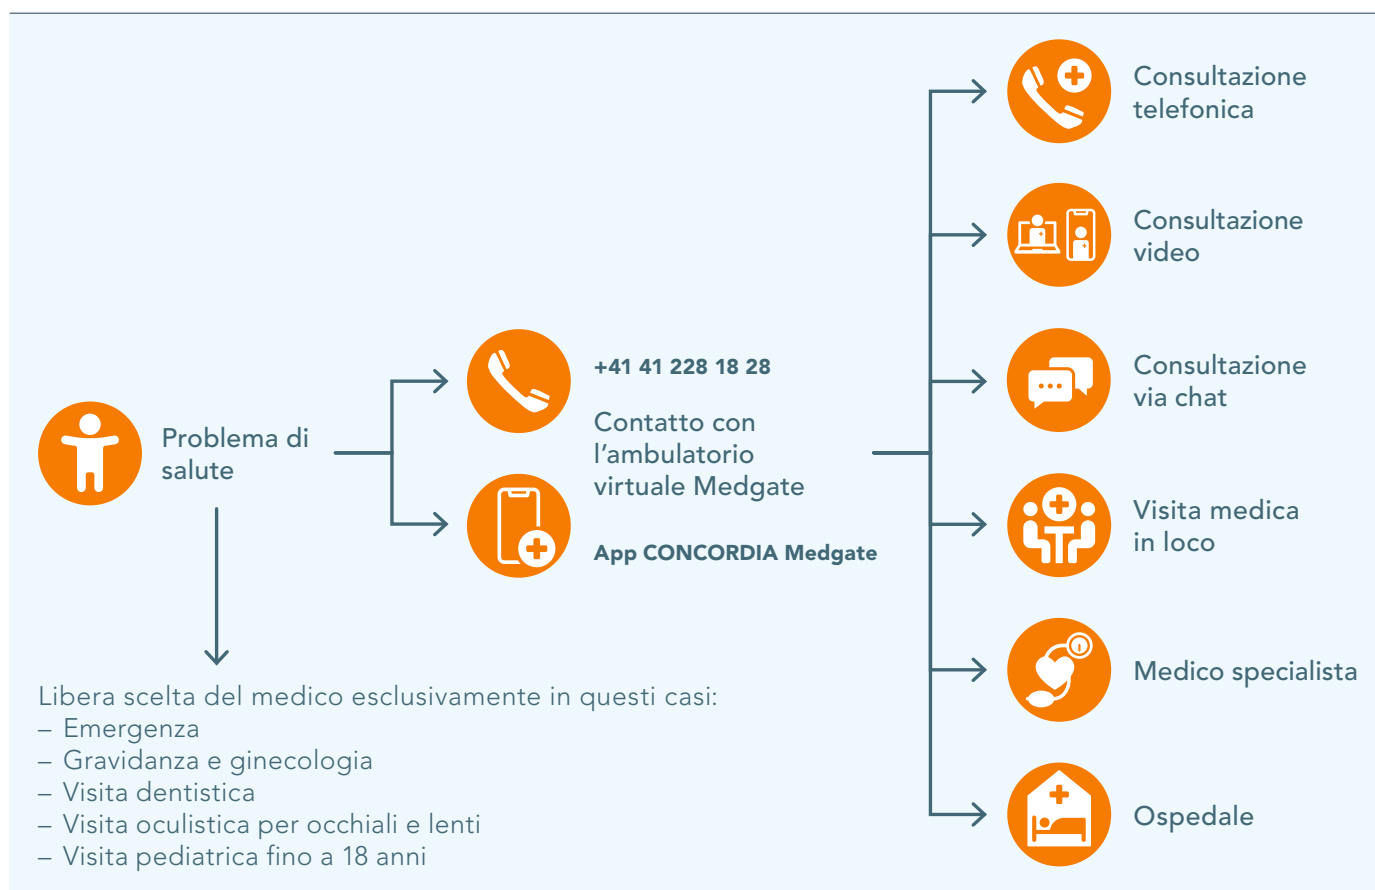 Problema di
salute
+41 41 228 18 28
Contatto con
l’ambulatorio
virtuale Medgate
App CONCORDIA Medgate
Consultazione
telefonica
Consultazione
video
Consultazione
via chat
Visita medica
in loco
Medico specialista
Ospedale
Libera scelta del medico esclusivamente in questi casi:
– Emergenza
– Gravidanza e ginecologia
– Visita dentistica
– Visita oculistica per occhiali e lenti
– Visita pediatrica fino a 18 anni